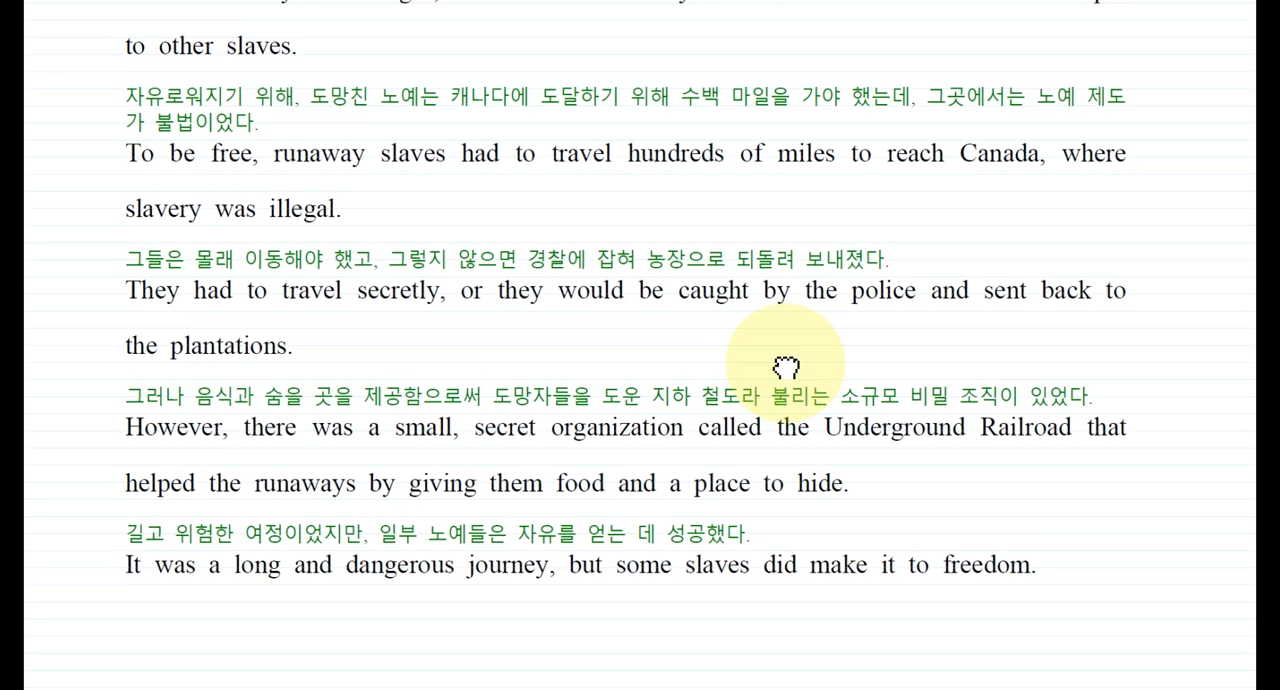 to other slaves.
자유로워지기 위해, 도망친 노예는 캐나다에 도달하기 위해 수백 마일을 가야 했는데, 그곳에서는 노예 제도
가 불법이었다.
To be free, runaway slaves had to travel hundreds of miles to reach Canada, where
slavery was illegal.
그들은 몰래 이동해야 했고, 그렇지 않으면 경찰에 잡혀 농장으로 되돌려 보내졌다.
They had to travel secretly, or they would be caught by the police and sent back to
the plantations.
그러나 음식과 숨을 곳을 제공함으로써 도망자들을 도운 지하 철도라 불리는 소규모 비밀 조직이 있었다.
However, there was a small, secret organization called the Underground Railroad that
helped the runaways by giving them food and a place to hide.
길고 위험한 여정이었지만, 일부 노예들은 자유를 얻는 데 성공했다.
It was a long and dangerous journey, but some slaves did make it to freedom.